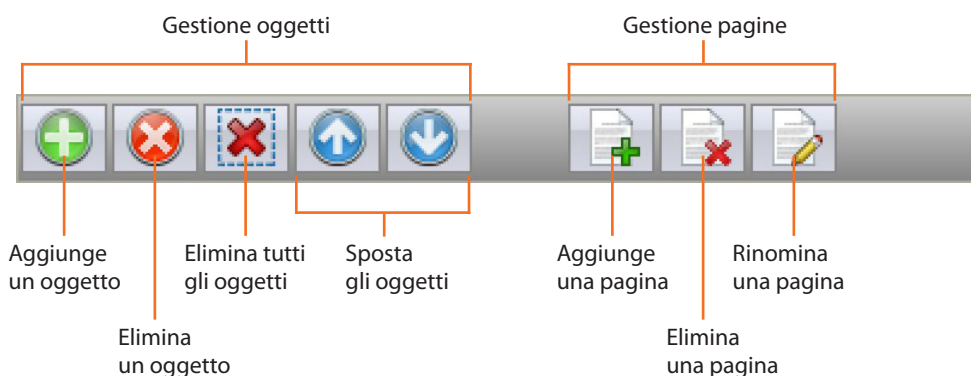 Gestione oggetti
Gestione pagine
Aggiunge
un oggetto
Elimina tutti
gli oggetti
Sposta
gli oggetti
Aggiunge
una pagina
Rinomina
una pagina
Elimina
un oggetto
Elimina
una pagina